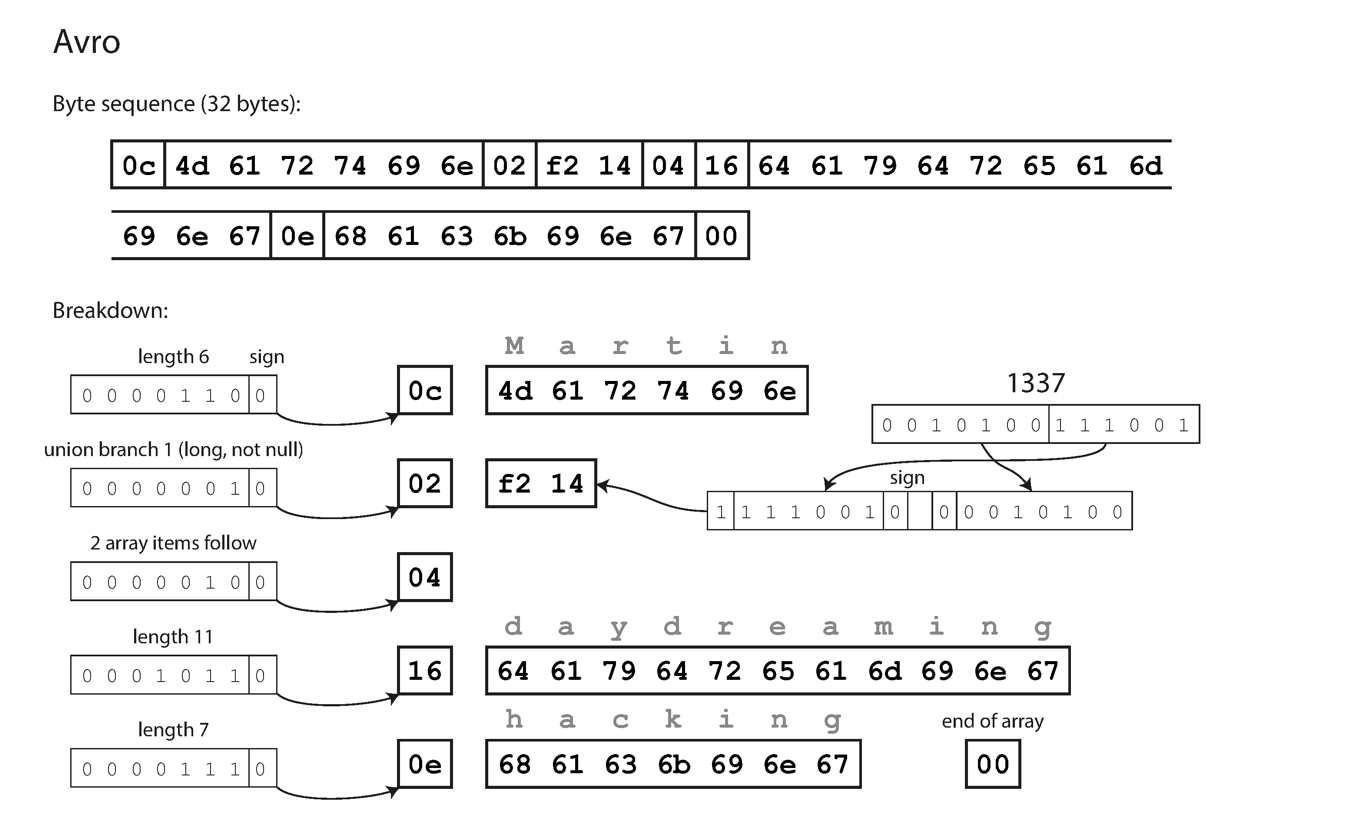 Avro
Byte sequence (32 bytes):
0c 4d 61 72 74 69 6e 02 f2 14 04 16 64 61 79 64 72 65 61 6d
69 6e 67 0e 68 61 63 6b 69 6e 67 00
Breakdown:
length 6 sign
0 0 0 0 1 1 0 0
0c
M a r t i n
4d 61 72 74 69 6e
1337
0 0 1 0 1 0 0 1 1 1 0 0 1
union branch 1 (long, not null)
0 0 0 0 0 0 1 0
02
f2 14
sign
1 1 1 1 0 0 1 0 0 0 0 1 0 1 0 0
2 array items follow
0 0 0 0 0 1 0 0
04
length 11
0 0 0 1 0 1 1 0
16
d a y d r e a m i n g
64 61 79 64 72 65 61 6d 69 6e 67
length 7
0 0 0 0 1 1 1 0
0e
h a c k i n g
68 61 63 6b 69 6e 67
end of array
00